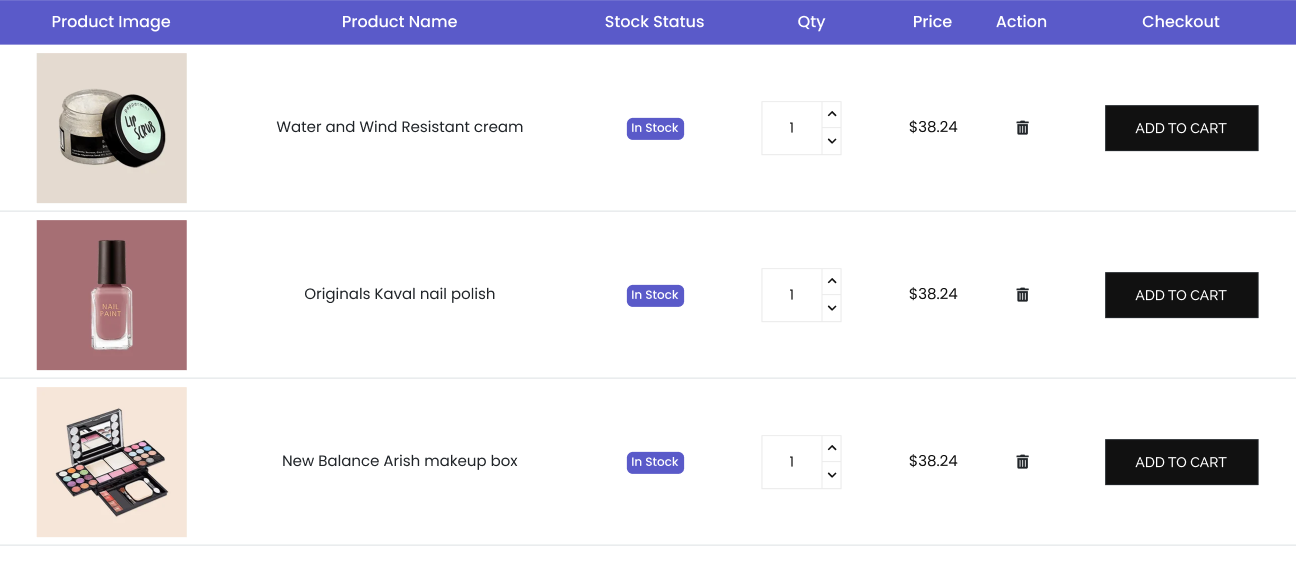 Product Image Product Name Stock Status Qty Price Action Checkout
LIP
SCRUB
Water and Wind Resistant cream In Stock 1 $38.24 ADD TO CART
NAIL
PAINT
Originals Kaval nail polish In Stock 1 $38.24 ADD TO CART
New Balance Arish makeup box In Stock 1 $38.24 ADD TO CART